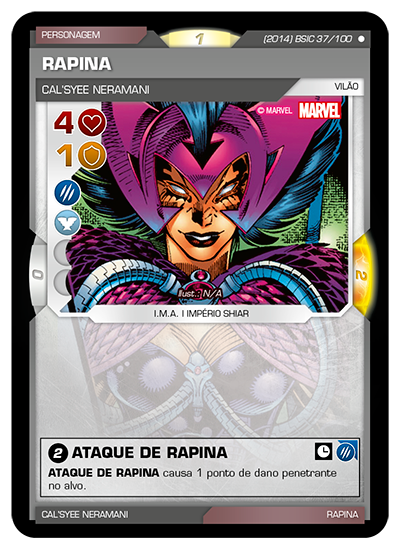 PERSONAGEM
1
(2014) BSIC 37/100
RAPINA
CAL'SYEE NERAMANI
VILÃO
© MARVEL MARVEL
4
1
0
2
Illust.: N/A
I.M.A. | IMPÉRIO SHIAR
2 ATAQUE DE RAPINA
ATAQUE DE RAPINA causa 1 ponto de dano penetrante
no alvo.
CAL'SYEE NERAMANI
RAPINA